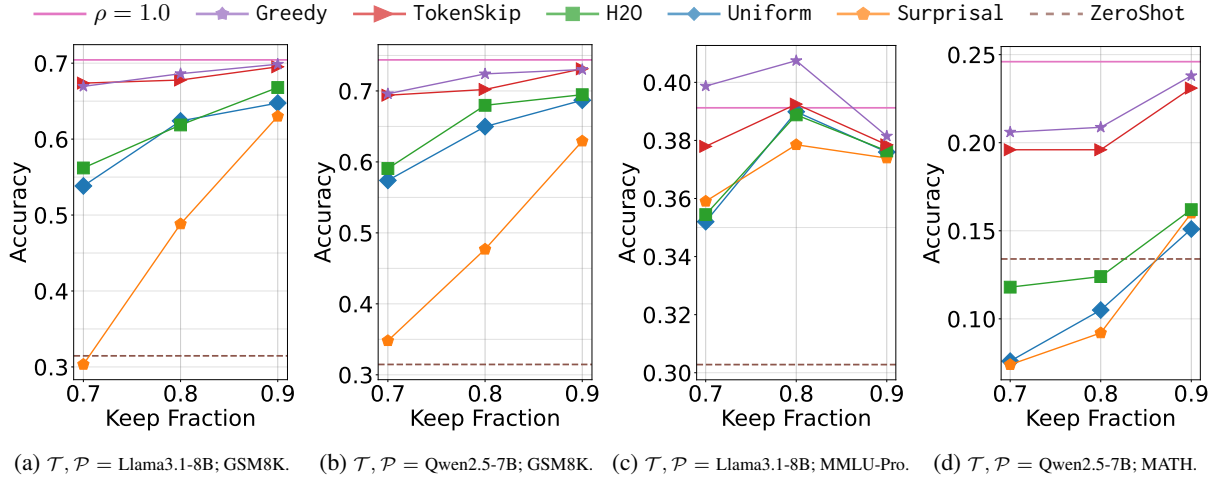 ρ = 1.0 Greedy TokenSkip H2O Uniform Surprisal ZeroShot
Accuracy
0.7
0.6
0.5
0.4
0.3
0.7 0.8 0.9
Keep Fraction
Accuracy
0.7
0.6
0.5
0.4
0.3
0.7 0.8 0.9
Keep Fraction
Accuracy
0.40
0.38
0.36
0.34
0.32
0.30
0.7 0.8 0.9
Keep Fraction
Accuracy
0.25
0.20
0.15
0.10
0.7 0.8 0.9
Keep Fraction
(a) 𝒯, 𝒫 = Llama3.1-8B; GSM8K.
(b) 𝒯, 𝒫 = Qwen2.5-7B; GSM8K.
(c) 𝒯, 𝒫 = Llama3.1-8B; MMLU-Pro.
(d) 𝒯, 𝒫 = Qwen2.5-7B; MATH.